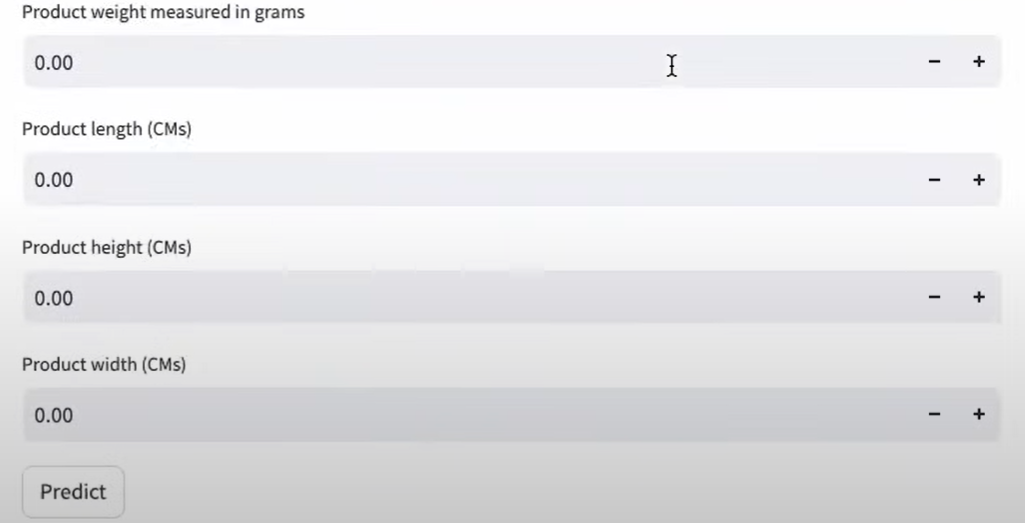 Product weight measured in grams
0.00 − +
Product length (CMs)
0.00 − +
Product height (CMs)
0.00 − +
Product width (CMs)
0.00 − +
Predict